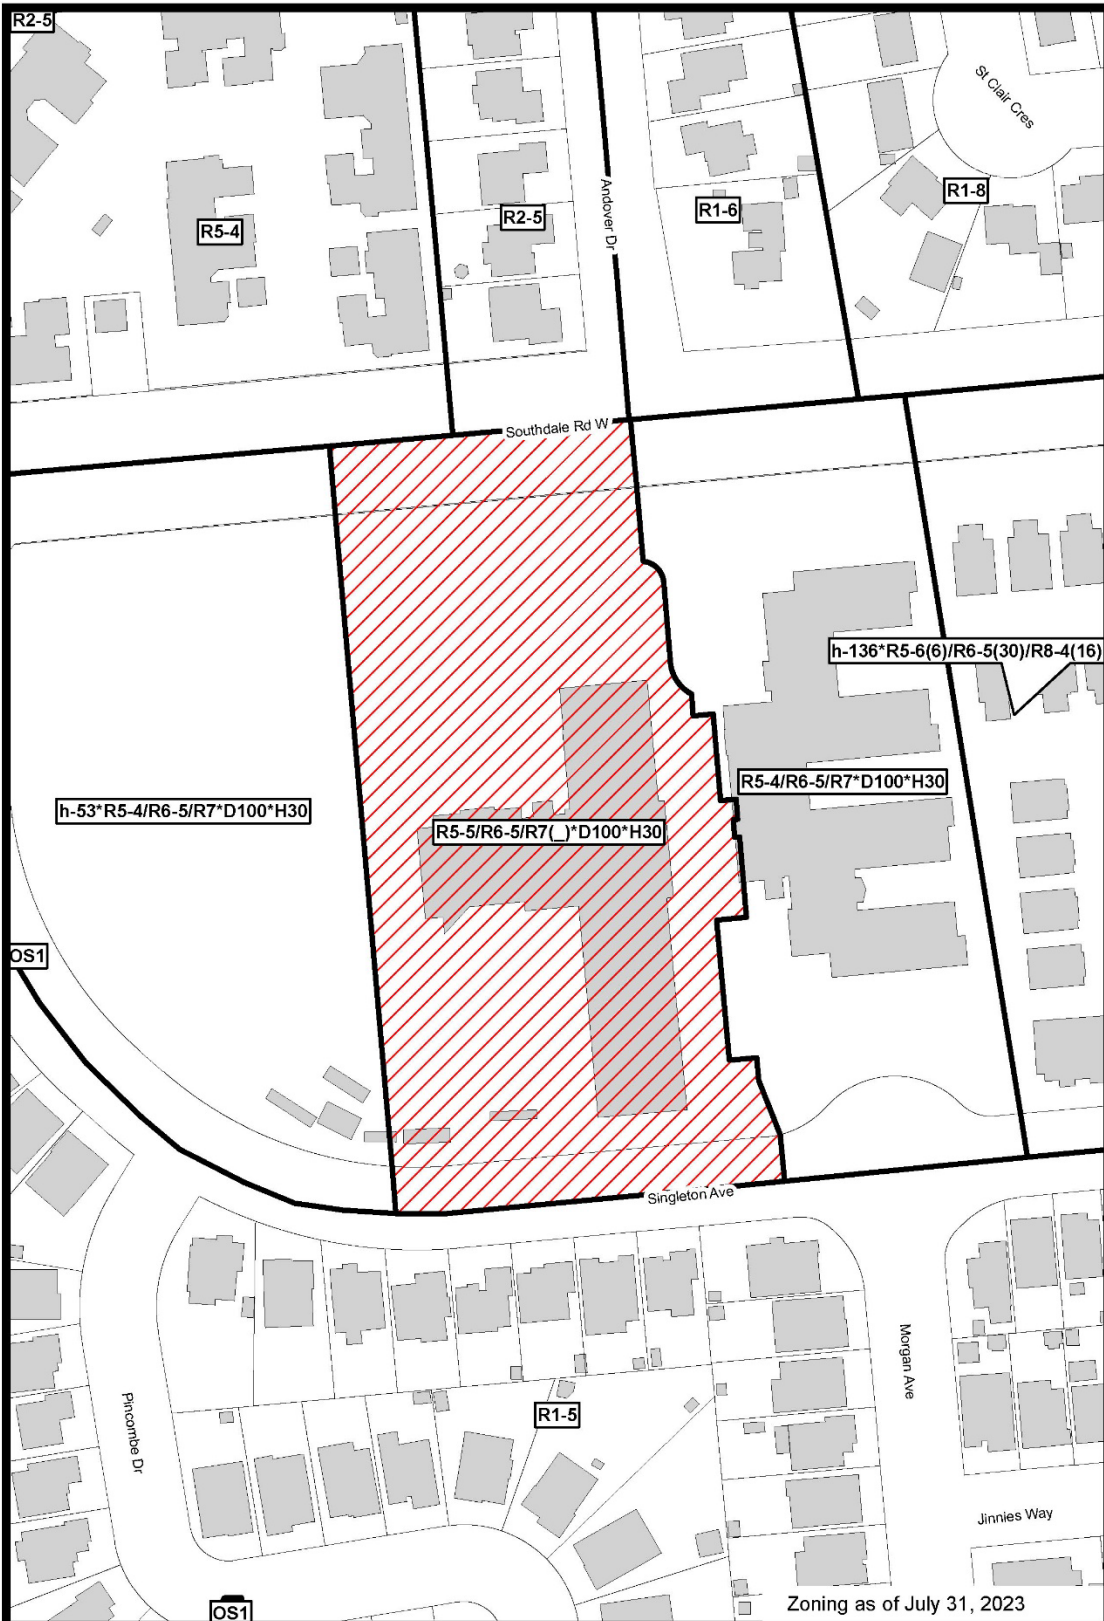 R2-5
St Clair Cres
R1-8
R5-4
R2-5
Andover Dr
R1-6
Southdale Rd W
h-136*R5-6(6)/R6-5(30)/R8-4(16)
h-53*R5-4/R6-5/R7*D100*H30
R5-5/R6-5/R7(_)*D100*H30
R5-4/R6-5/R7*D100*H30
OS1
Singleton Ave
Morgan Ave
Pincombe Dr
R1-5
Jinnies Way
OS1
Zoning as of July 31, 2023